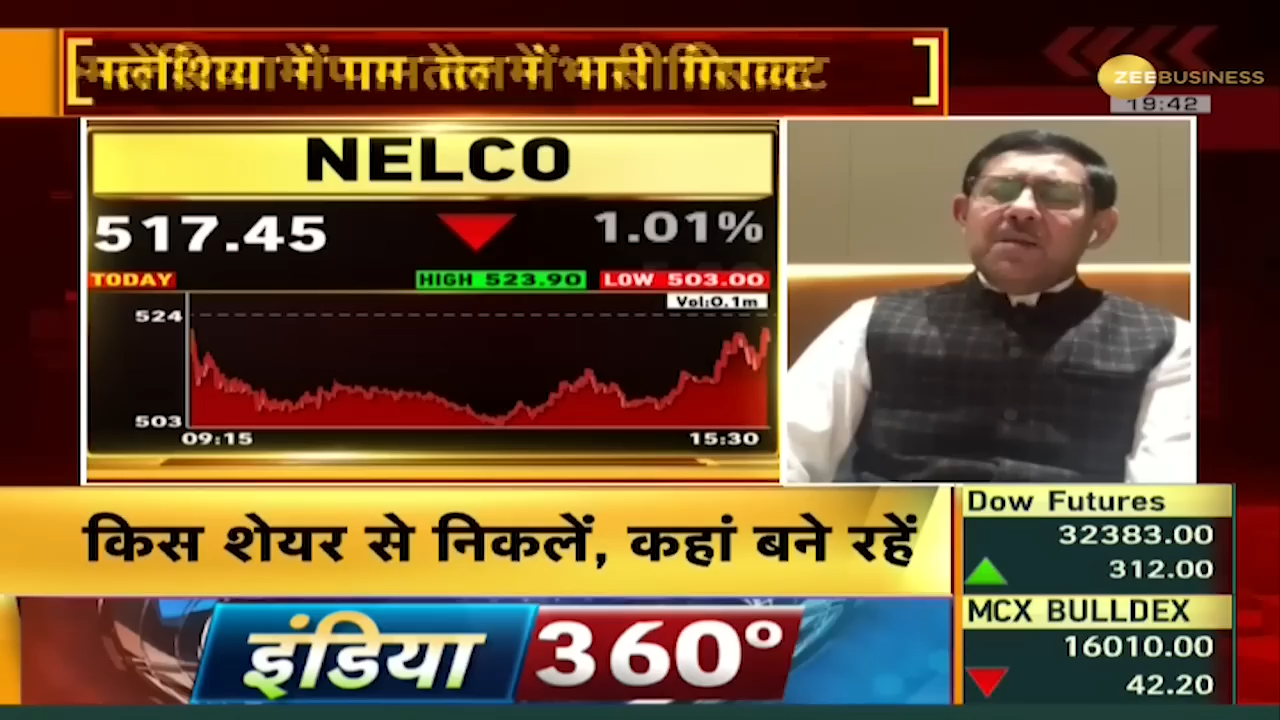 ZEEBUSINESS
19:42
NELCO
517.45 1.01%
TODAY HIGH 523.90 LOW 503.00
Vol:0.1m
524
503
09:15 15:30
किस शेयर से निकलें, कहां बने रहें
इंडिया 360°
Dow Futures
32383.00
312.00
MCX BULLDEX
16010.00
42.20